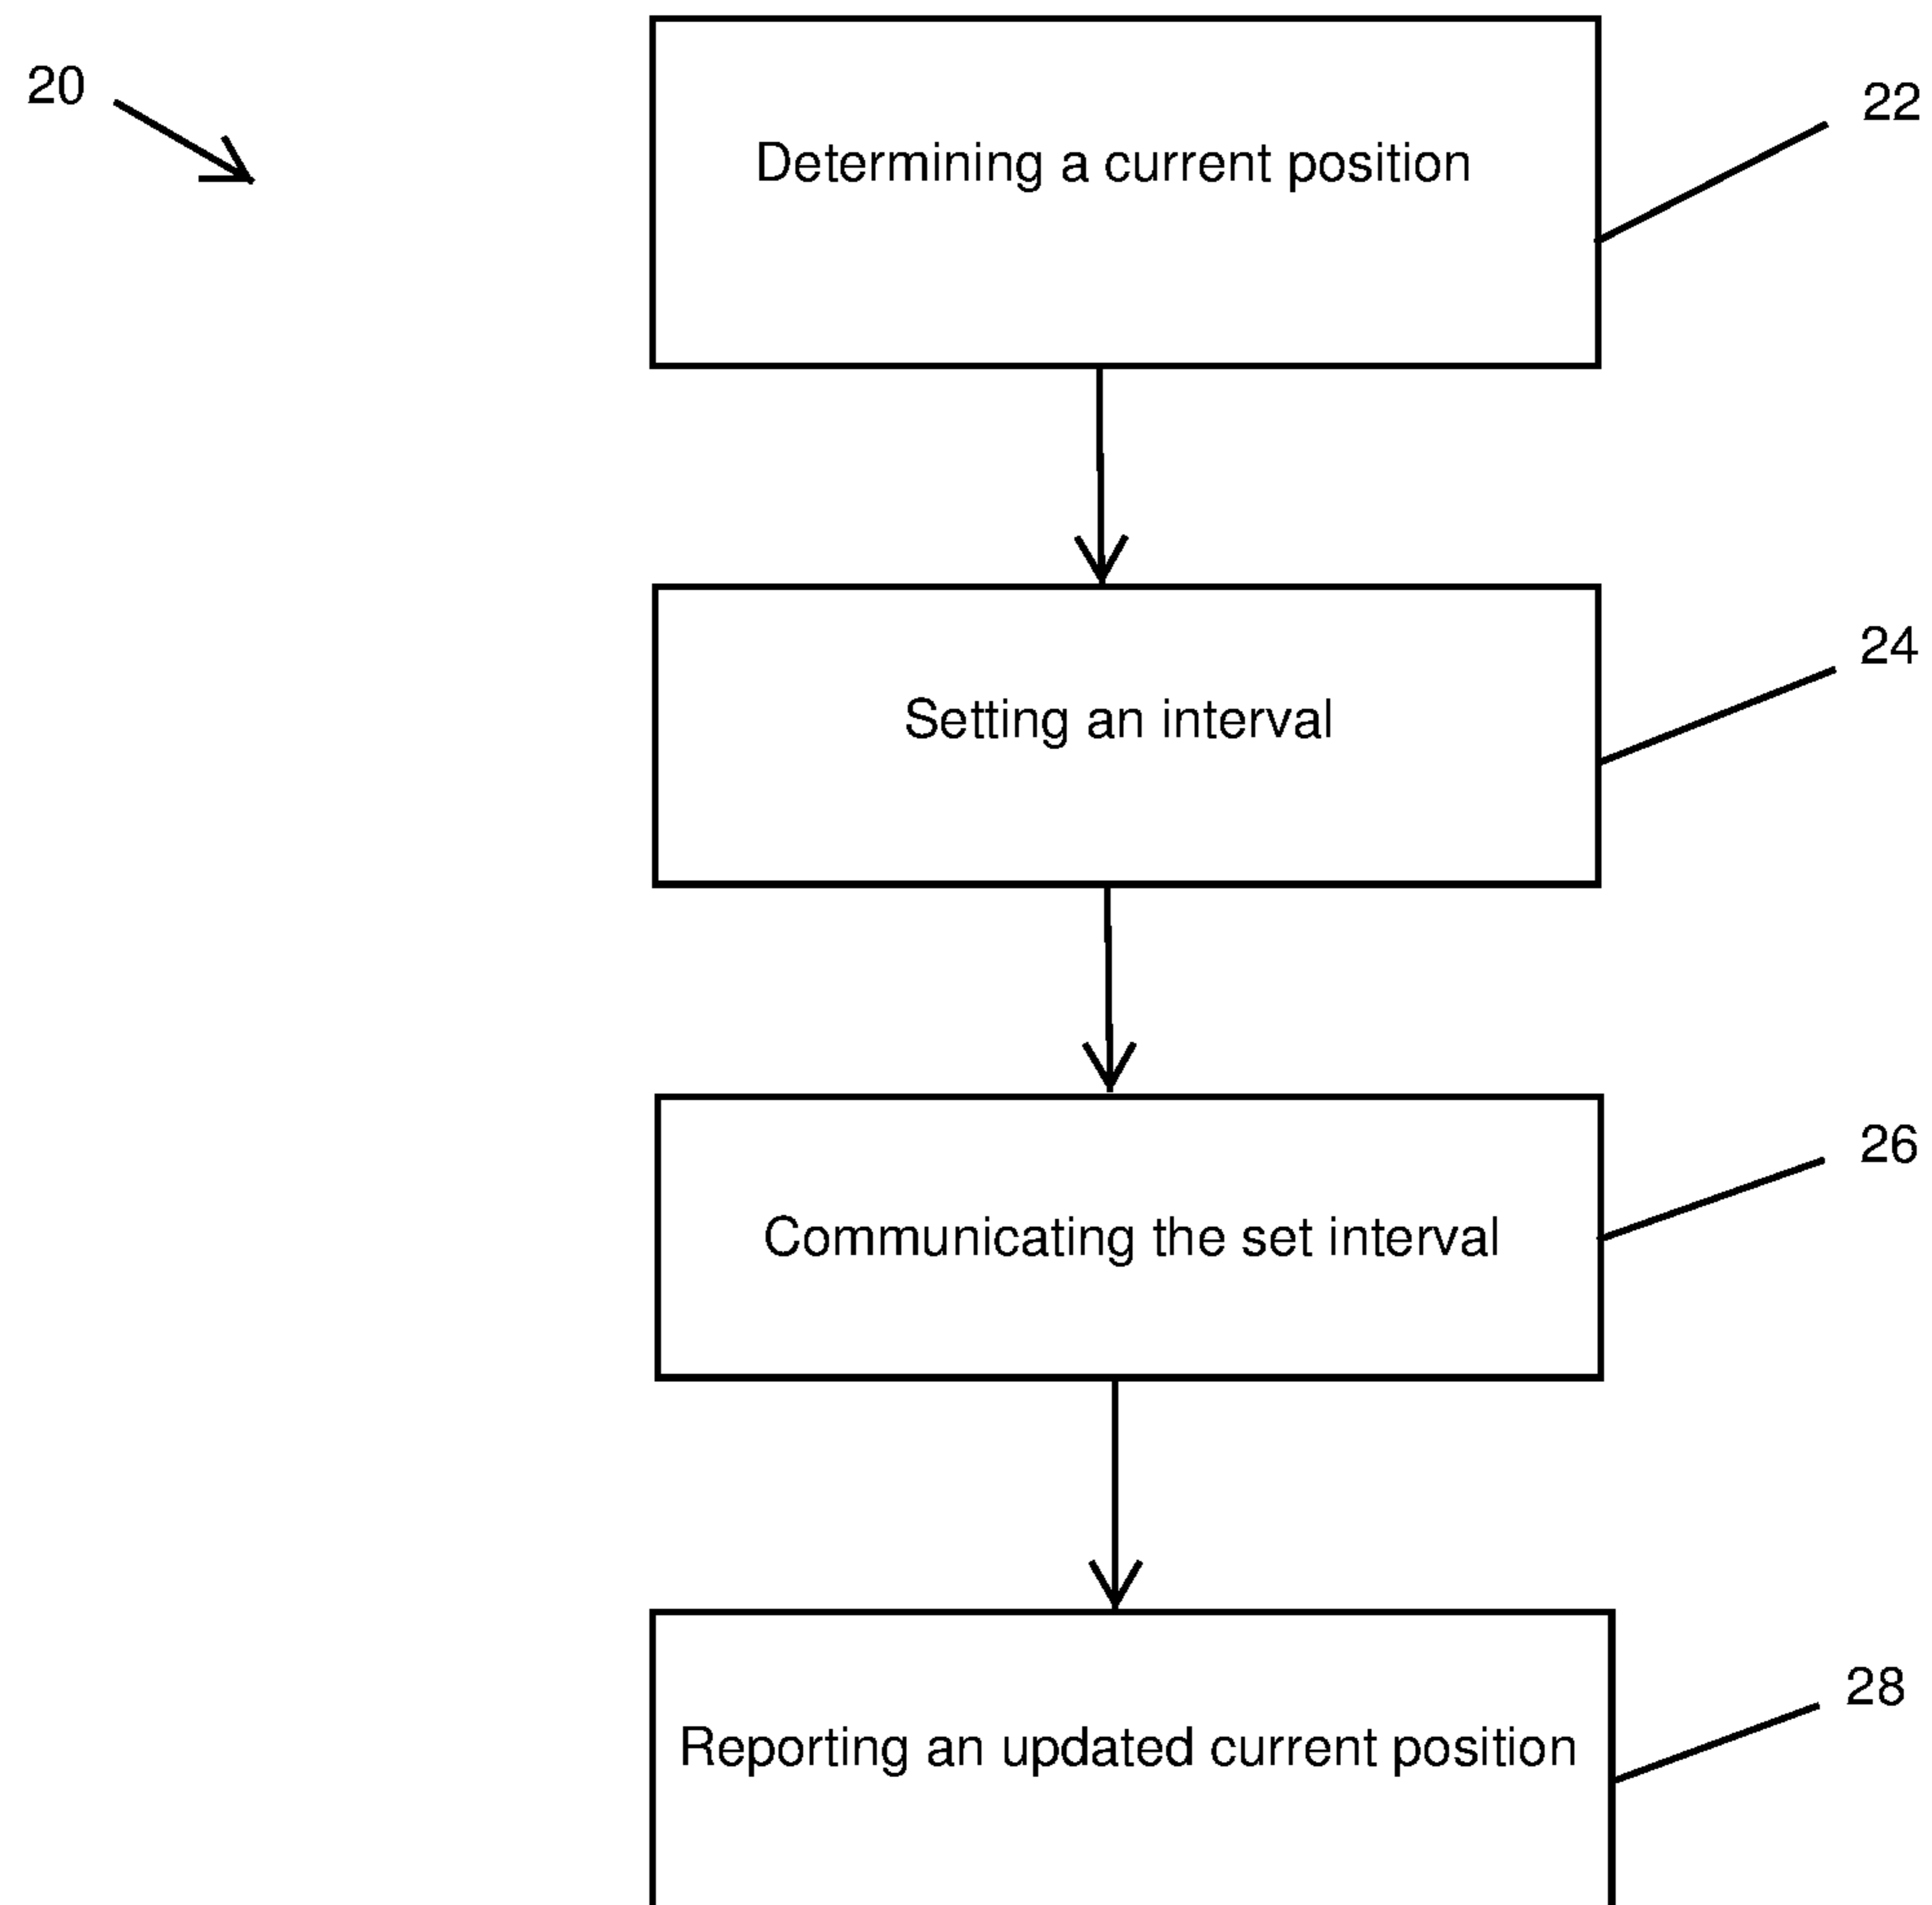 20
22
Determining a current position
24
Setting an interval
26
Communicating the set interval
28
Reporting an updated current position